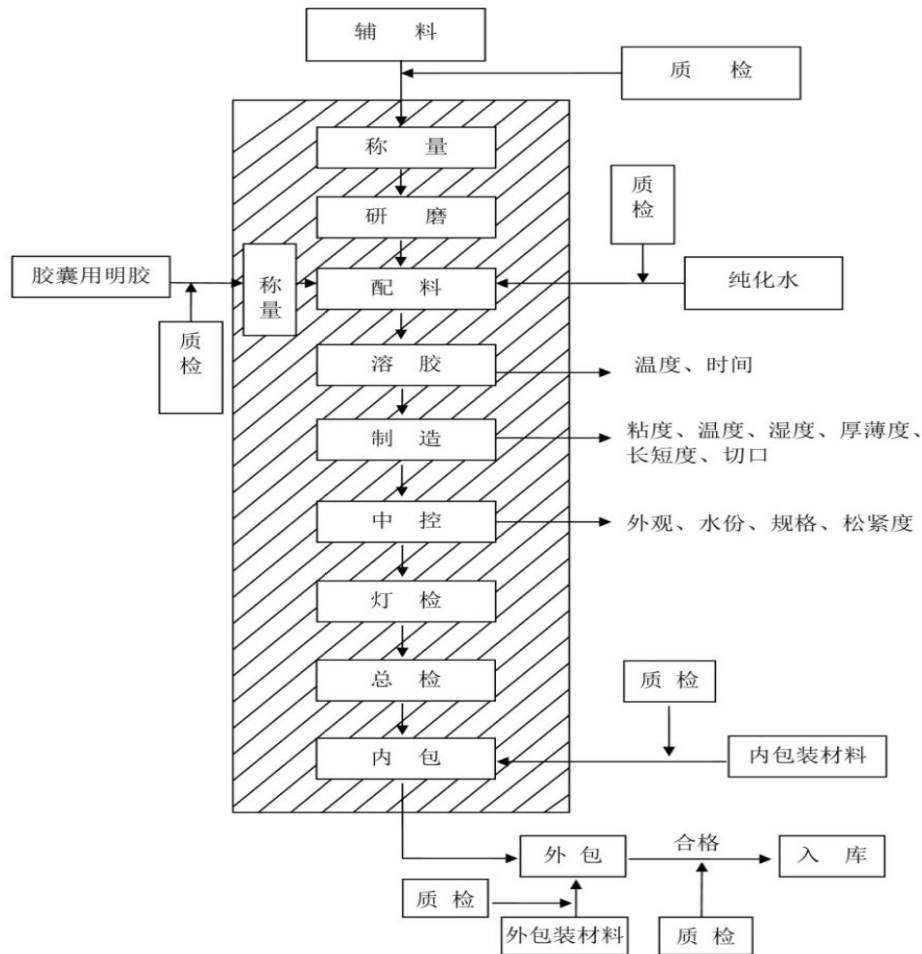 辅 料
质 检
称 量
质
检
研 磨
胶囊用明胶
称
量
配 料
纯化水
质
检
溶 胶
温度、时间
制 造
粘度、温度、湿度、厚薄度、
长短度、切口
中 控
外观、水份、规格、松紧度
灯 检
总 检
质 检
内 包
内包装材料
外 包
合格
入 库
质 检
外包装材料
质 检